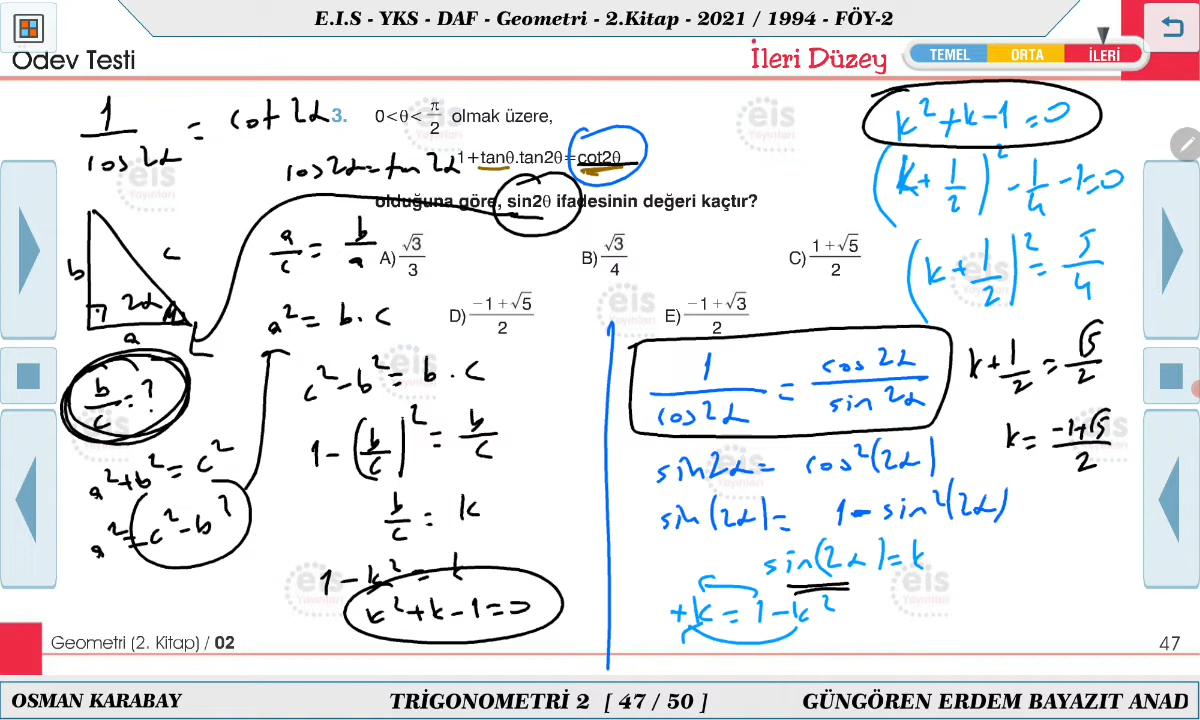 E.I.S - YKS - DAF - Geometri - 2.Kitap - 2021 / 1994 - FÖY-2
Ödev Testi
İleri Düzey
TEMEL
ORTA
İLERİ
3. 0<θ<π/2 olmak üzere,
1+tanθ.tan2θ=cot2θ
olduğuna göre, sin2θ ifadesinin değeri kaçtır?
A) √3/3
B) √3/4
C) 1+√5/2
D) −1+√5/2
E) −1+√3/2
1/cos2α = cot2α
cos2α=tan2α
b
c
2α
a
b/c=?
a²+b²=c²
a²=c²-b²
a/c = b/a
a²= b.c
c²-b²= b.c
1-(b/c)²= b/c
b/c = k
1-k²= k
k²+k-1=0
1/cos2α = cos2α/sin2α
sin2α= cos²(2α)
sin(2α)= 1-sin²(2α)
sin(2α)=k
+k=1-k²
k²+k-1=0
(k+1/2)²-1/4-1=0
(k+1/2)²=5/4
k+1/2=√5/2
k=-1+√5/2
eis
Yayınları
Geometri (2. Kitap) / 02
47
OSMAN KARABAY
TRİGONOMETRİ 2 [ 47 / 50 ]
GÜNGÖREN ERDEM BAYAZIT ANAD